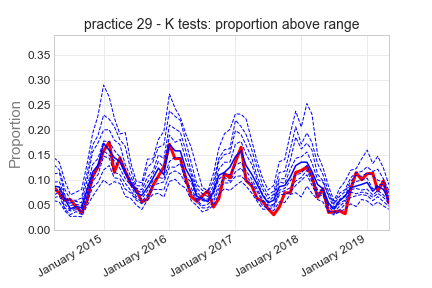 practice 29 - K tests: proportion above range
Proportion
0.35
0.30
0.25
0.20
0.15
0.10
0.05
0.00
January 2015
January 2016
January 2017
January 2018
January 2019